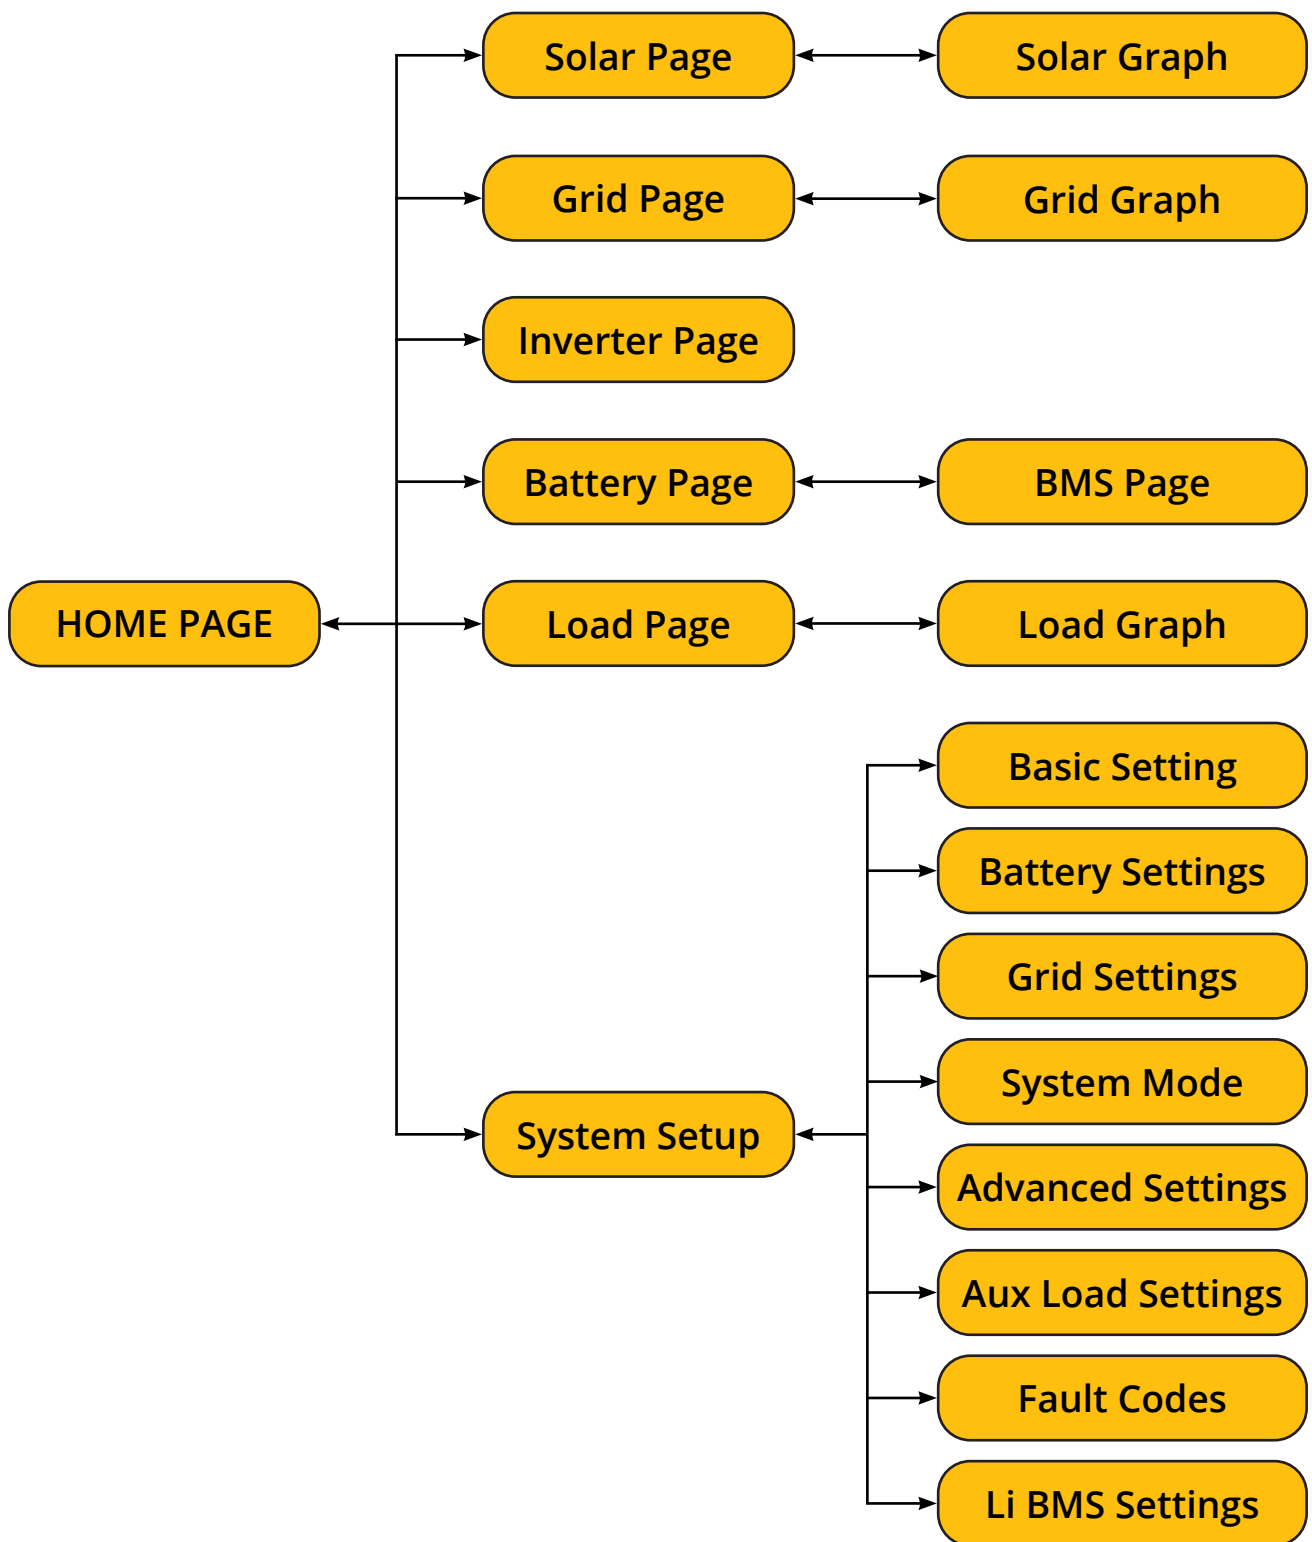 Solar Page
Solar Graph
Grid Page
Grid Graph
Inverter Page
Battery Page
BMS Page
HOME PAGE
Load Page
Load Graph
Basic Setting
Battery Settings
Grid Settings
System Mode
System Setup
Advanced Settings
Aux Load Settings
Fault Codes
Li BMS Settings